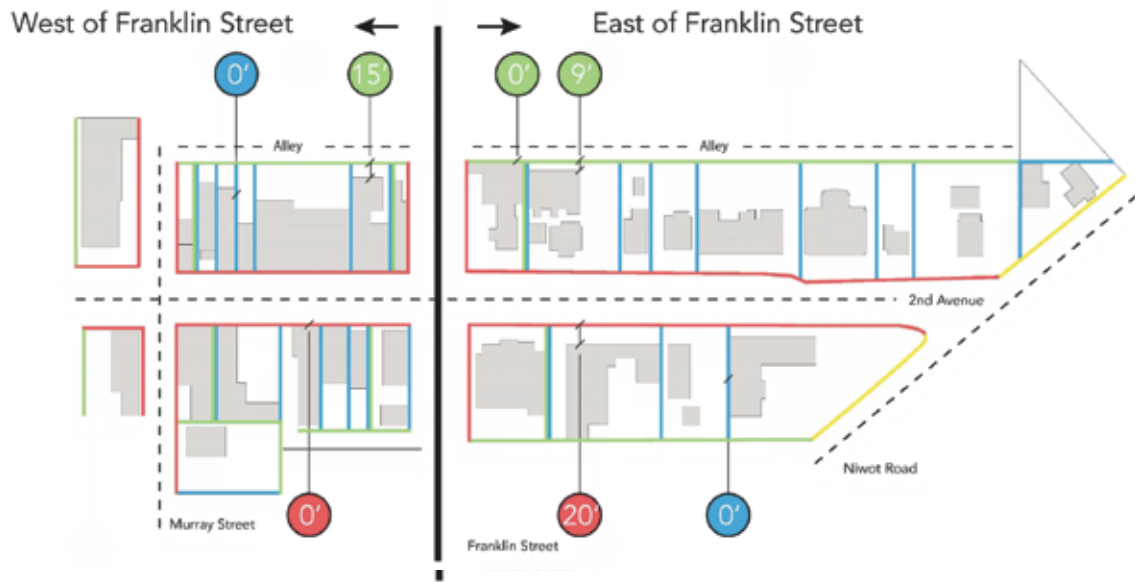 West of Franklin Street
East of Franklin Street
0'
15'
0'
9'
Alley
Alley
2nd Avenue
Niwot Road
0'
20'
0'
Murray Street
Franklin Street